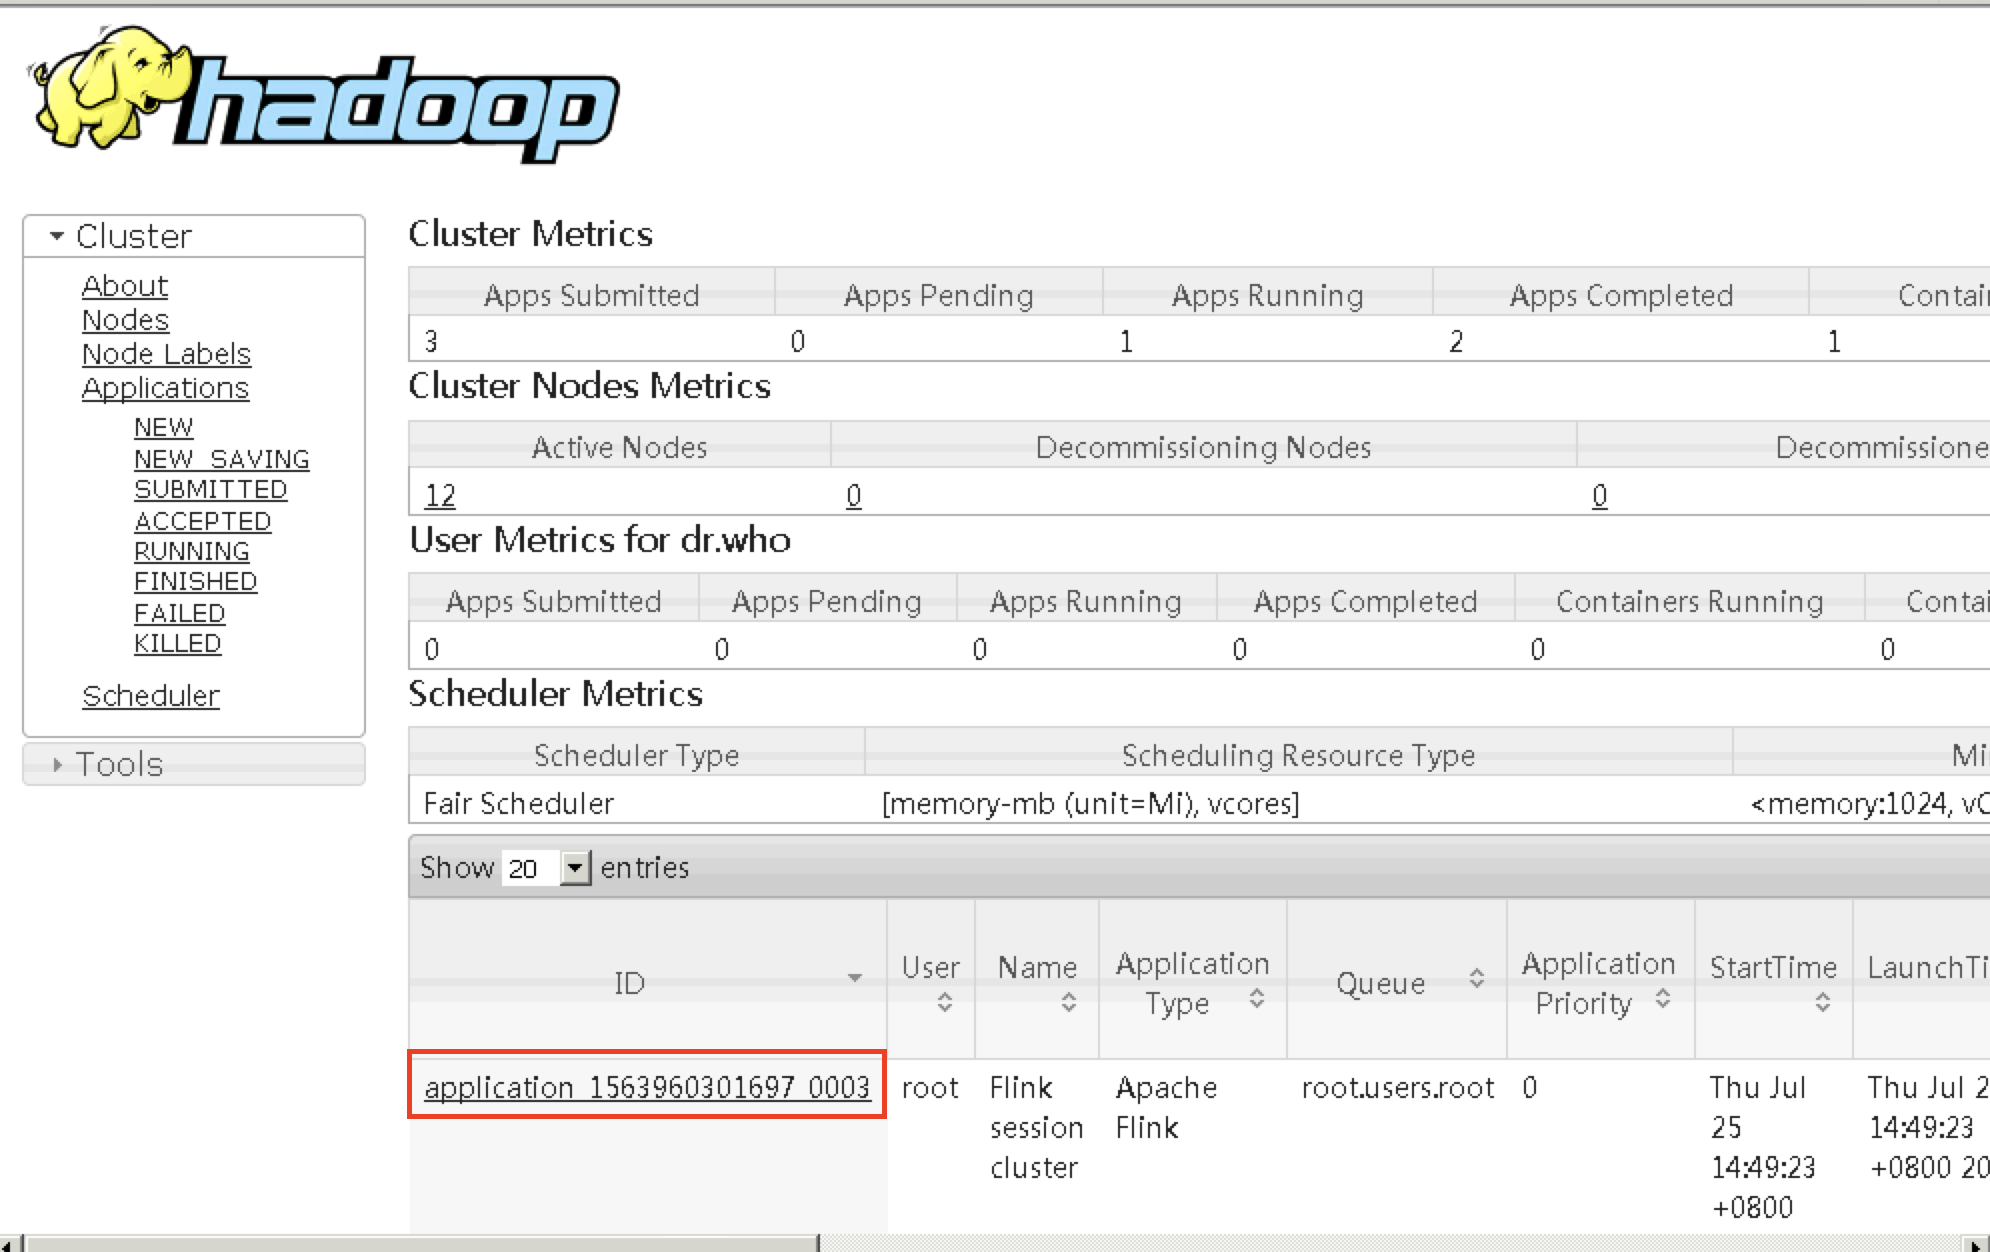 hadoop
Cluster
About
Nodes
Node Labels
Applications
NEW
NEW_SAVING
SUBMITTED
ACCEPTED
RUNNING
FINISHED
FAILED
KILLED
Scheduler
Tools
Cluster Metrics
Apps Submitted Apps Pending Apps Running Apps Completed Contai
3 0 1 2 1
Cluster Nodes Metrics
Active Nodes Decommissioning Nodes Decommissione
12 0 0
User Metrics for dr.who
Apps Submitted Apps Pending Apps Running Apps Completed Containers Running Contai
0 0 0 0 0 0
Scheduler Metrics
Scheduler Type Scheduling Resource Type Mi
Fair Scheduler [memory-mb (unit=Mi), vcores] <memory:1024, vC
Show 20 entries
ID User Name Application Type Queue Application Priority StartTime LaunchTi
application_1563960301697_0003 root Flink Apache root.users.root 0 Thu Jul Thu Jul 2
session Flink 25 14:49:23
cluster 14:49:23 +0800 20
+0800